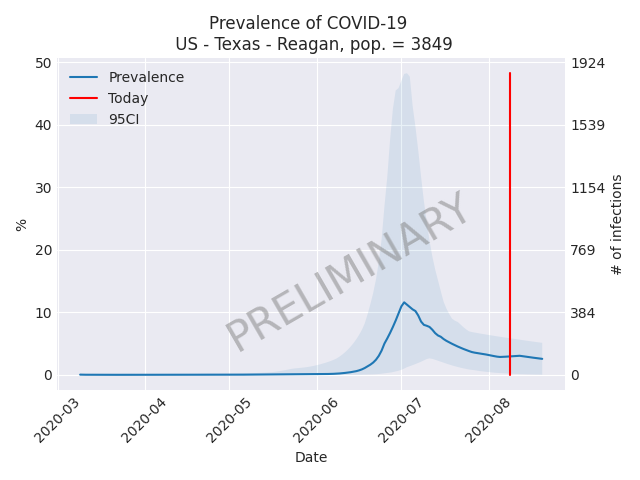 Prevalence of COVID-19
US - Texas - Reagan, pop. = 3849
Prevalence
Today
95CI
PRELIMINARY
50
40
30
20
10
0
%
1924
1539
1154
769
384
0
# of infections
2020-03
2020-04
2020-05
2020-06
2020-07
2020-08
Date